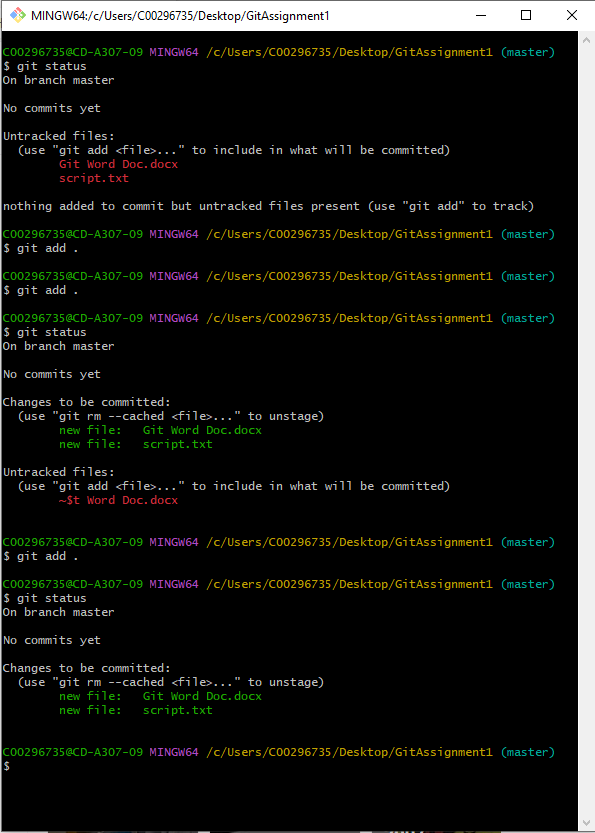 MINGW64:/c/Users/C00296735/Desktop/GitAssignment1
C00296735@CD-A307-09 MINGW64 /c/Users/C00296735/Desktop/GitAssignment1 (master)
$ git status
On branch master
No commits yet
Untracked files:
  (use "git add <file>..." to include in what will be committed)
        Git Word Doc.docx
        script.txt
nothing added to commit but untracked files present (use "git add" to track)
C00296735@CD-A307-09 MINGW64 /c/Users/C00296735/Desktop/GitAssignment1 (master)
$ git add .
C00296735@CD-A307-09 MINGW64 /c/Users/C00296735/Desktop/GitAssignment1 (master)
$ git add .
C00296735@CD-A307-09 MINGW64 /c/Users/C00296735/Desktop/GitAssignment1 (master)
$ git status
On branch master
No commits yet
Changes to be committed:
  (use "git rm --cached <file>..." to unstage)
        new file:   Git Word Doc.docx
        new file:   script.txt
Untracked files:
  (use "git add <file>..." to include in what will be committed)
        ~$t Word Doc.docx
C00296735@CD-A307-09 MINGW64 /c/Users/C00296735/Desktop/GitAssignment1 (master)
$ git add .
C00296735@CD-A307-09 MINGW64 /c/Users/C00296735/Desktop/GitAssignment1 (master)
$ git status
On branch master
No commits yet
Changes to be committed:
  (use "git rm --cached <file>..." to unstage)
        new file:   Git Word Doc.docx
        new file:   script.txt
C00296735@CD-A307-09 MINGW64 /c/Users/C00296735/Desktop/GitAssignment1 (master)
$